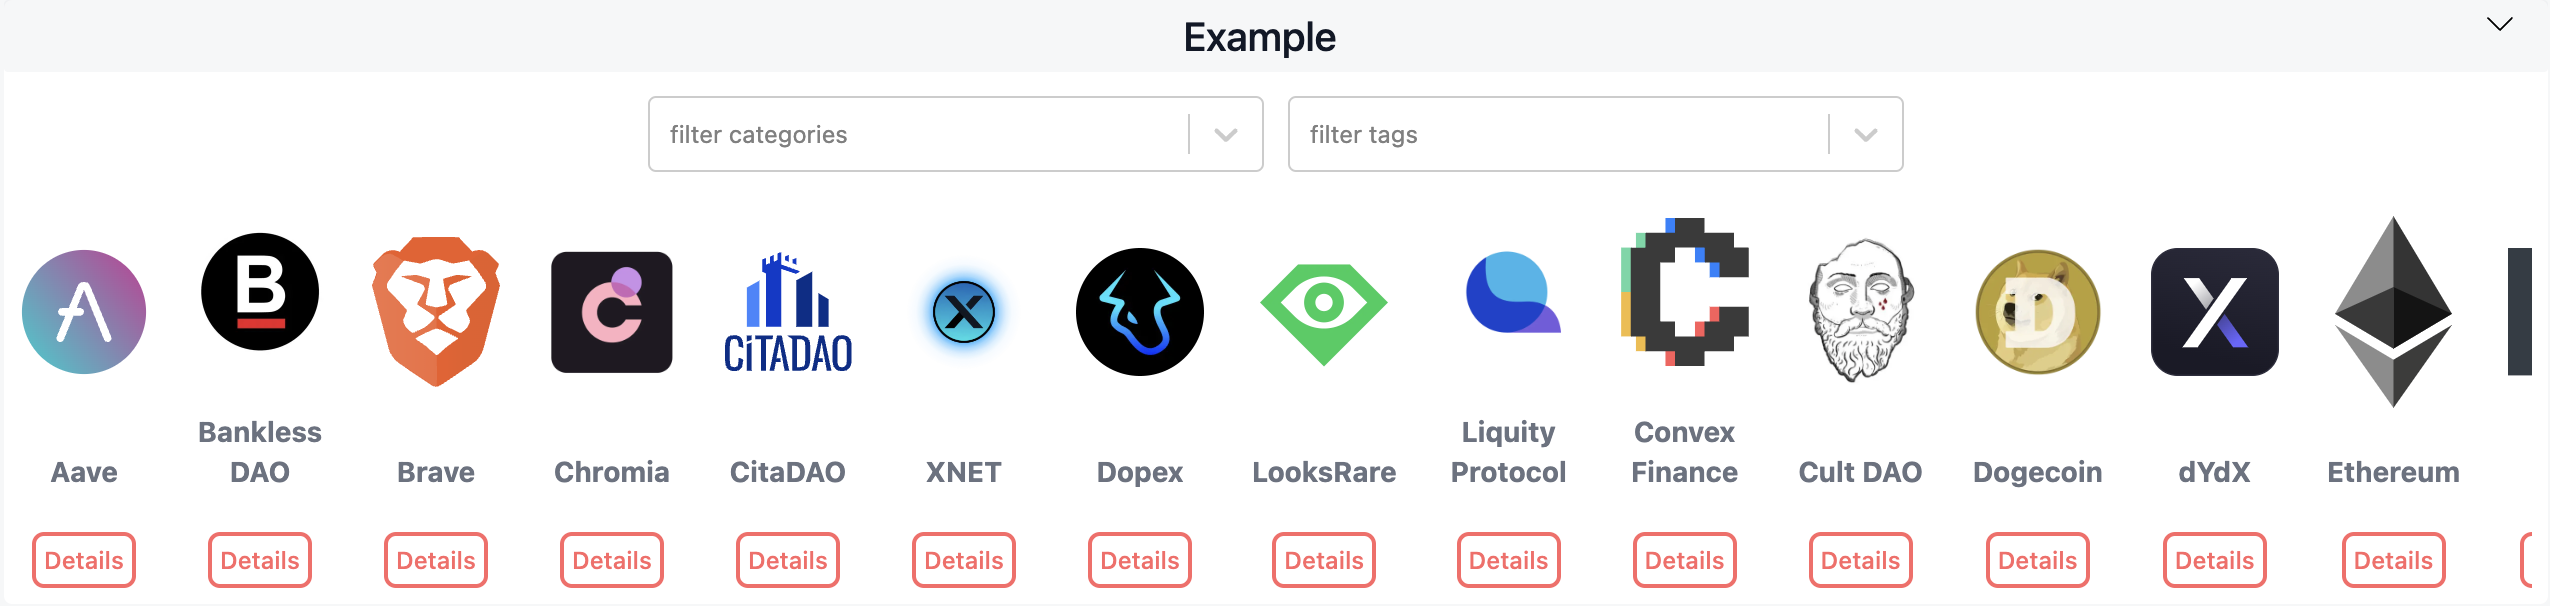 Example
filter categories
filter tags
B
CiTADAO
X
D
Aave
Bankless
DAO
Brave
Chromia
CitaDAO
XNET
Dopex
LooksRare
Liquity
Protocol
Convex
Finance
Cult DAO
Dogecoin
dYdX
Ethereum
Details
Details
Details
Details
Details
Details
Details
Details
Details
Details
Details
Details
Details
Details